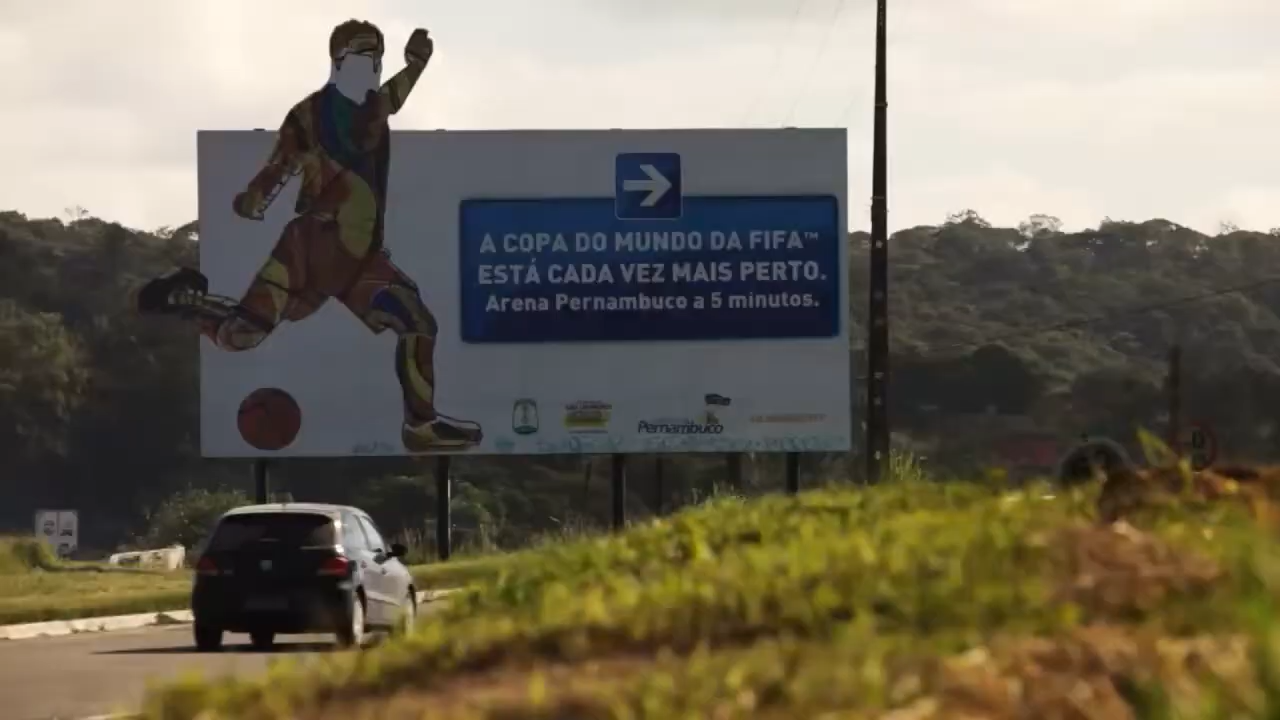 A COPA DO MUNDO DA FIFA™
ESTÁ CADA VEZ MAIS PERTO.
Arena Pernambuco a 5 minutos.
Pernambuco